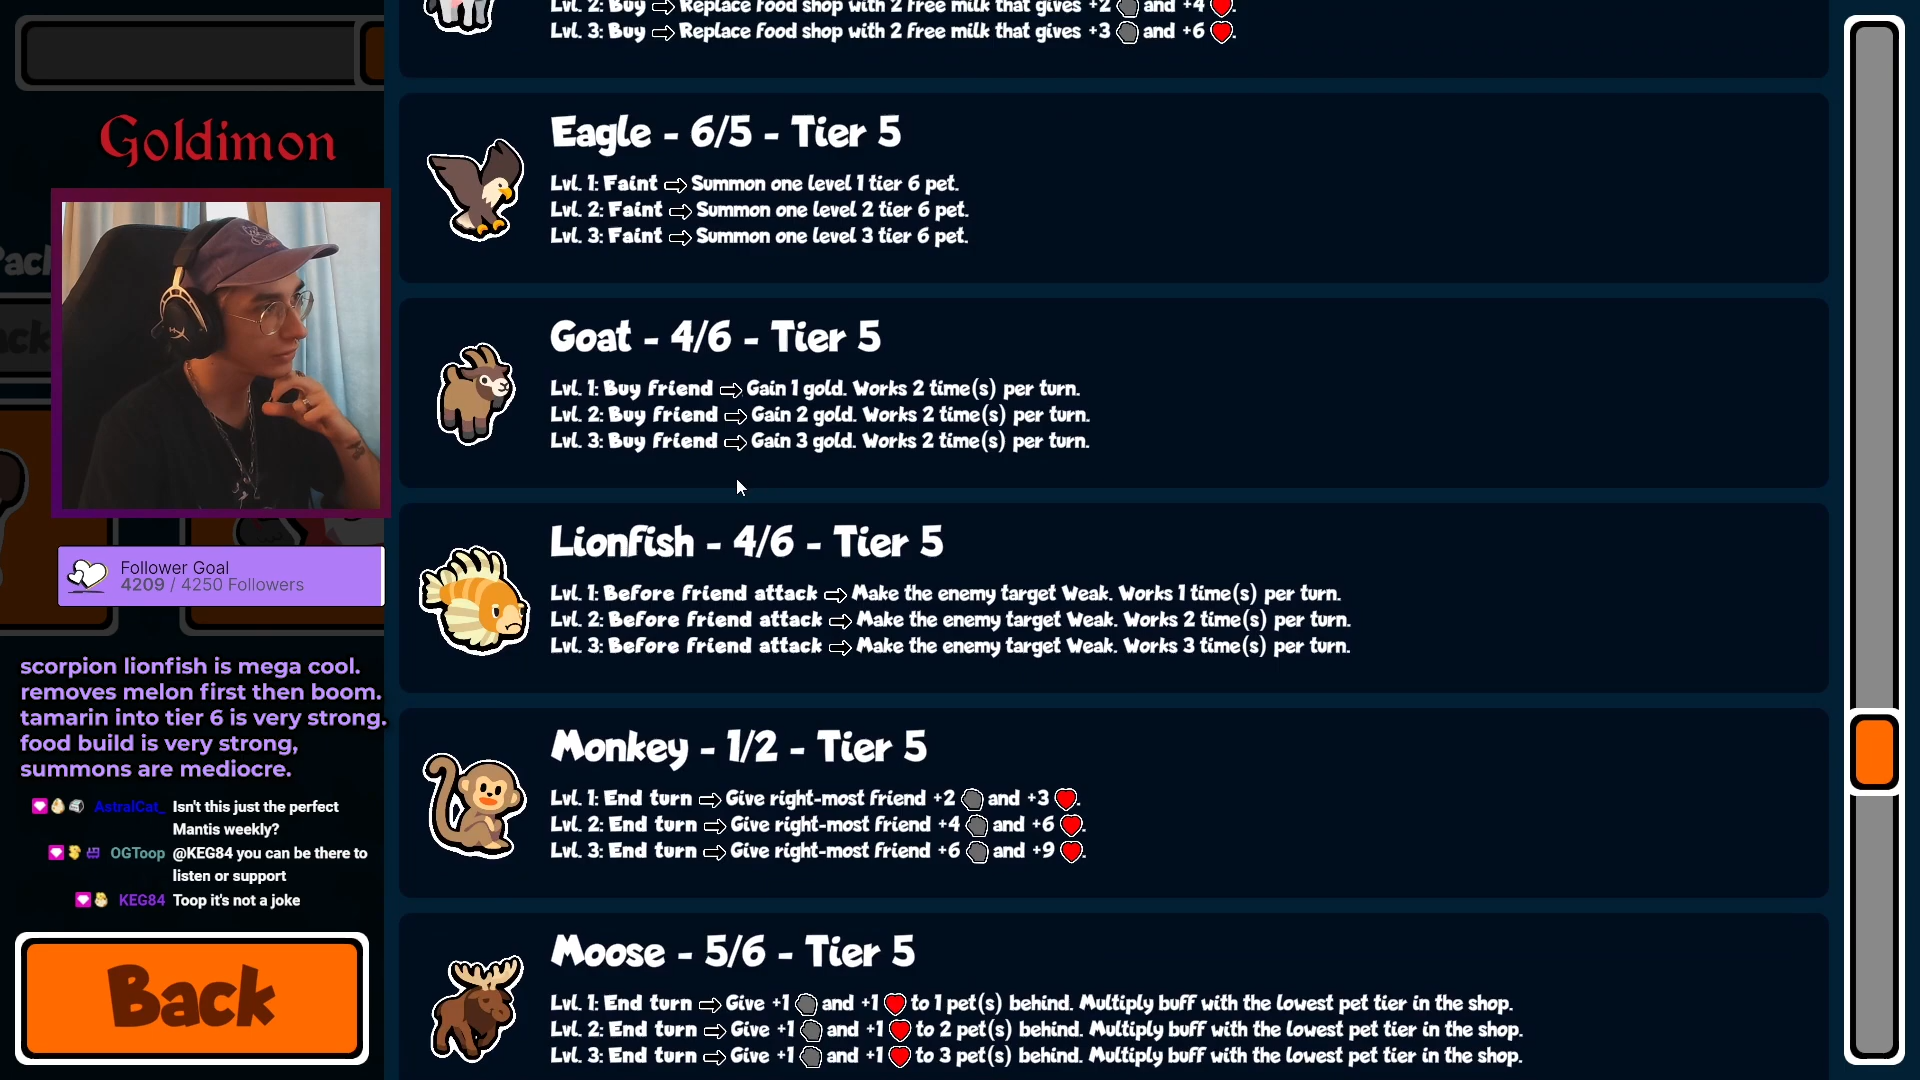 Lvl. 2: Buy ⇨ Replace food shop with 2 free milk that gives +2 and +4 .
Lvl. 3: Buy ⇨ Replace food shop with 2 free milk that gives +3 and +6 .
Goldimon
Eagle - 6/5 - Tier 5
Lvl. 1: Faint ⇨ Summon one level 1 tier 6 pet.
Lvl. 2: Faint ⇨ Summon one level 2 tier 6 pet.
Lvl. 3: Faint ⇨ Summon one level 3 tier 6 pet.
Goat - 4/6 - Tier 5
Lvl. 1: Buy friend ⇨ Gain 1 gold. Works 2 time(s) per turn.
Lvl. 2: Buy friend ⇨ Gain 2 gold. Works 2 time(s) per turn.
Lvl. 3: Buy friend ⇨ Gain 3 gold. Works 2 time(s) per turn.
Lionfish - 4/6 - Tier 5
Lvl. 1: Before friend attack ⇨ Make the enemy target Weak. Works 1 time(s) per turn.
Lvl. 2: Before friend attack ⇨ Make the enemy target Weak. Works 2 time(s) per turn.
Lvl. 3: Before friend attack ⇨ Make the enemy target Weak. Works 3 time(s) per turn.
Monkey - 1/2 - Tier 5
Lvl. 1: End turn ⇨ Give right-most friend +2 and +3 .
Lvl. 2: End turn ⇨ Give right-most friend +4 and +6 .
Lvl. 3: End turn ⇨ Give right-most friend +6 and +9 .
Moose - 5/6 - Tier 5
Lvl. 1: End turn ⇨ Give +1 and +1 to 1 pet(s) behind. Multiply buff with the lowest pet tier in the shop.
Lvl. 2: End turn ⇨ Give +1 and +1 to 2 pet(s) behind. Multiply buff with the lowest pet tier in the shop.
Lvl. 3: End turn ⇨ Give +1 and +1 to 3 pet(s) behind. Multiply buff with the lowest pet tier in the shop.
Follower Goal
4209 / 4250 Followers
scorpion lionfish is mega cool.
removes melon first then boom.
tamarin into tier 6 is very strong.
food build is very strong,
summons are mediocre.
AstralCat_ Isn't this just the perfect
Mantis weekly?
OGToop @KEG84 you can be there to
listen or support
KEG84 Toop it's not a joke
Back